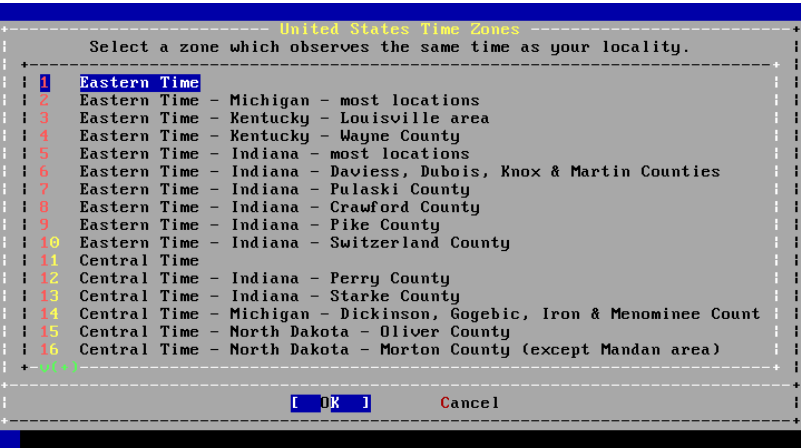 United States Time Zones
Select a zone which observes the same time as your locality.
1 Eastern Time
2 Eastern Time - Michigan - most locations
3 Eastern Time - Kentucky - Louisville area
4 Eastern Time - Kentucky - Wayne County
5 Eastern Time - Indiana - most locations
6 Eastern Time - Indiana - Daviess, Dubois, Knox & Martin Counties
7 Eastern Time - Indiana - Pulaski County
8 Eastern Time - Indiana - Crawford County
9 Eastern Time - Indiana - Pike County
10 Eastern Time - Indiana - Switzerland County
11 Central Time
12 Central Time - Indiana - Perry County
13 Central Time - Indiana - Starke County
14 Central Time - Michigan - Dickinson, Gogebic, Iron & Menominee Count
15 Central Time - North Dakota - Oliver County
16 Central Time - North Dakota - Morton County (except Mandan area)
v(+)
[ OK ] Cancel